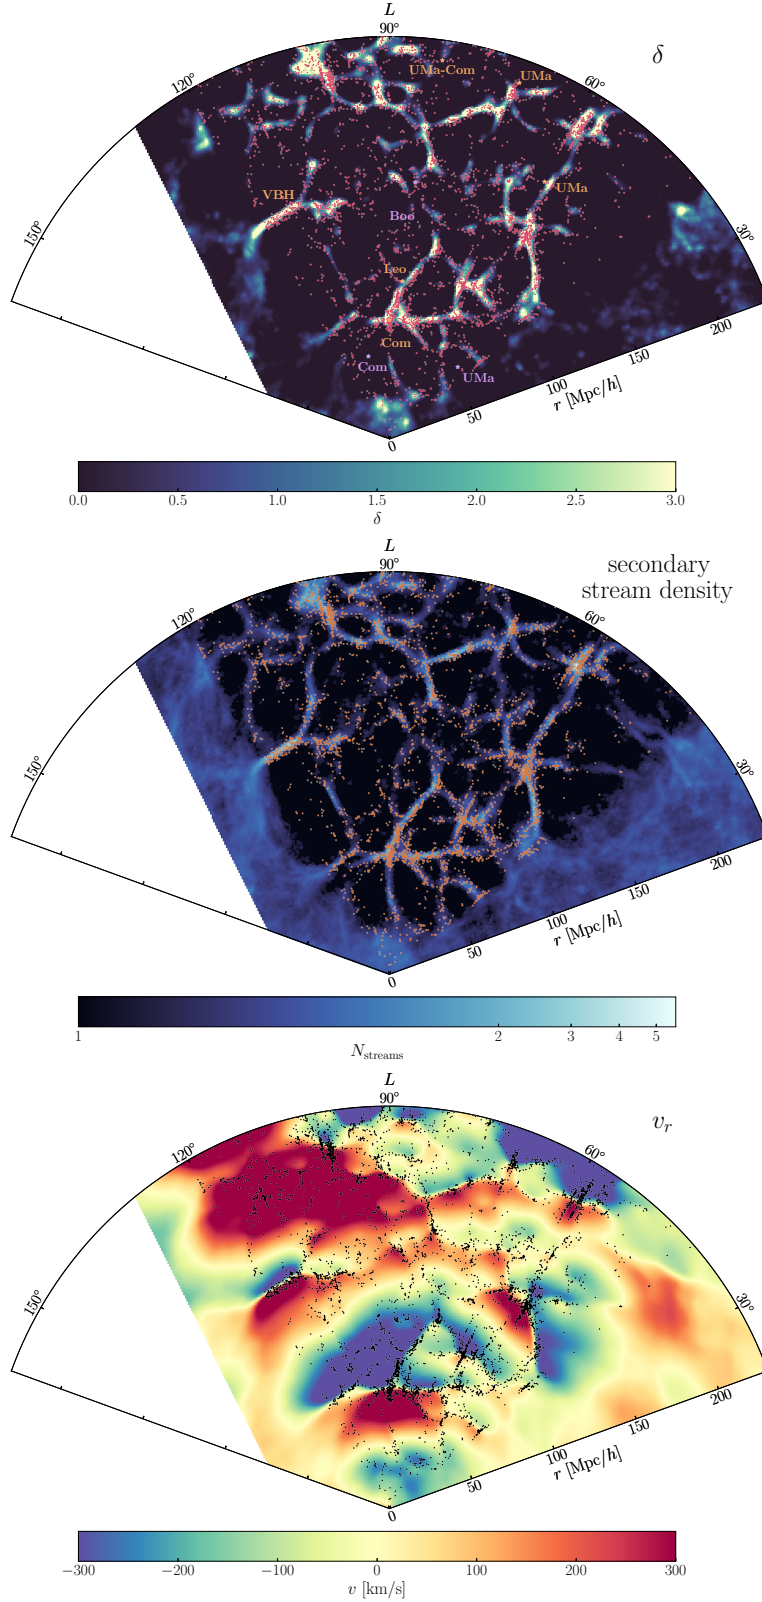 L
90°
δ
120°
60°
UMa-Com
UMa
VBH
UMa
Boo
150°
30°
Leo
Com
Com
UMa
200
150
100
50
0
r [Mpc/h]
0.0 0.5 1.0 1.5 2.0 2.5 3.0
δ
L
90°
secondary
stream density
120°
60°
150°
30°
200
150
100
50
0
r [Mpc/h]
1 2 3 4 5
N_streams
L
90°
v_r
120°
60°
150°
30°
200
150
100
50
0
r [Mpc/h]
−300 −200 −100 0 100 200 300
v [km/s]